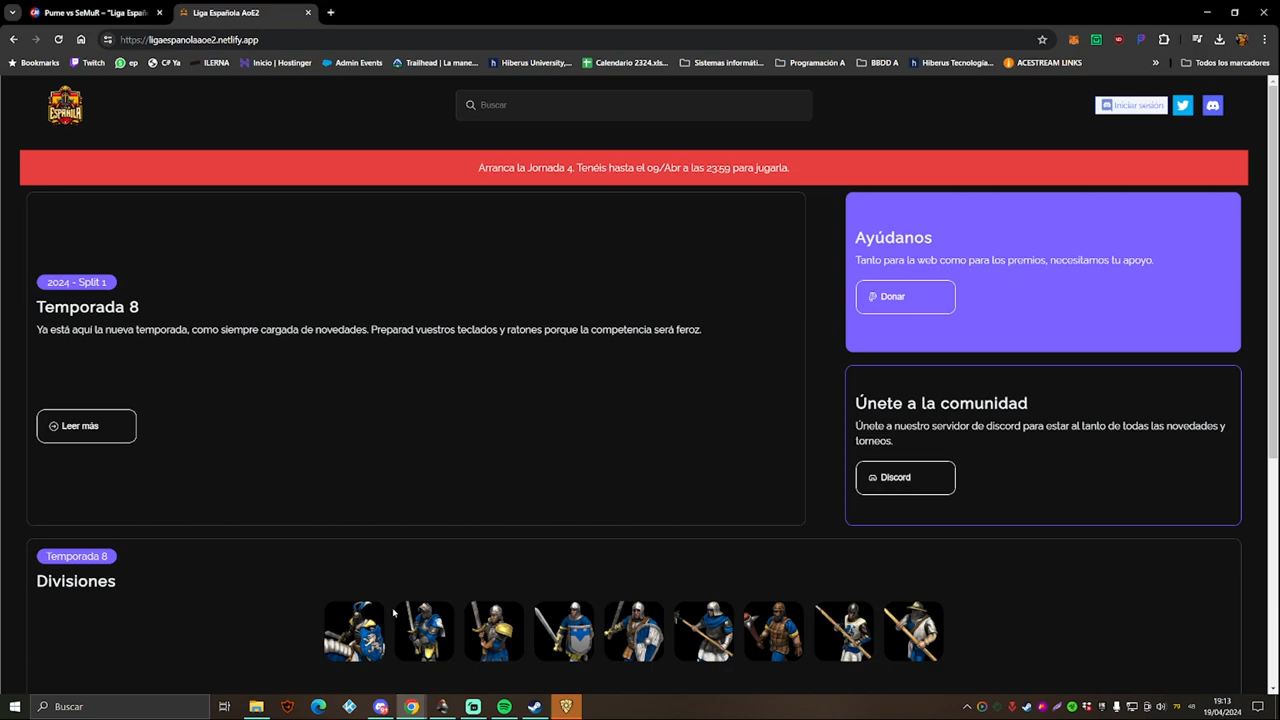 Pume vs SeMuR – "Liga Españ
Liga Española AoE2
https://ligaespanolaaoe2.netlify.app
Bookmarks
Twitch
ep
C# Ya
ILERNA
Inicio | Hostinger
Admin Events
Trailhead | La mane...
Hiberus University,...
Calendario 2324.xls...
Sistemas informáti...
Programación A
BBDD A
Hiberus Tecnología...
ACESTREAM LINKS
Todos los marcadores
ESPAÑOLA
Buscar
Iniciar sesión
Arranca la Jornada 4. Tenéis hasta el 09/Abr a las 23:59 para jugarla.
2024 - Split 1
Temporada 8
Ya está aquí la nueva temporada, como siempre cargada de novedades. Preparad vuestros teclados y ratones porque la competencia será feroz.
Leer más
Ayúdanos
Tanto para la web como para los premios, necesitamos tu apoyo.
Donar
Únete a la comunidad
Únete a nuestro servidor de discord para estar al tanto de todas las novedades y
torneos.
Discord
Temporada 8
Divisiones
Buscar
79
48
19:13
19/04/2024